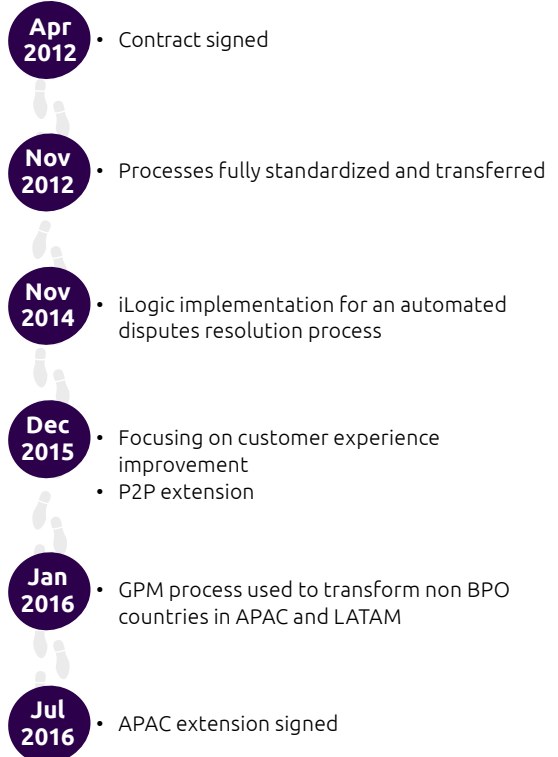 Apr
2012
• Contract signed
Nov
2012
• Processes fully standardized and transferred
Nov
2014
• iLogic implementation for an automated
disputes resolution process
Dec
2015
• Focusing on customer experience
improvement
• P2P extension
Jan
2016
• GPM process used to transform non BPO
countries in APAC and LATAM
Jul
2016
• APAC extension signed